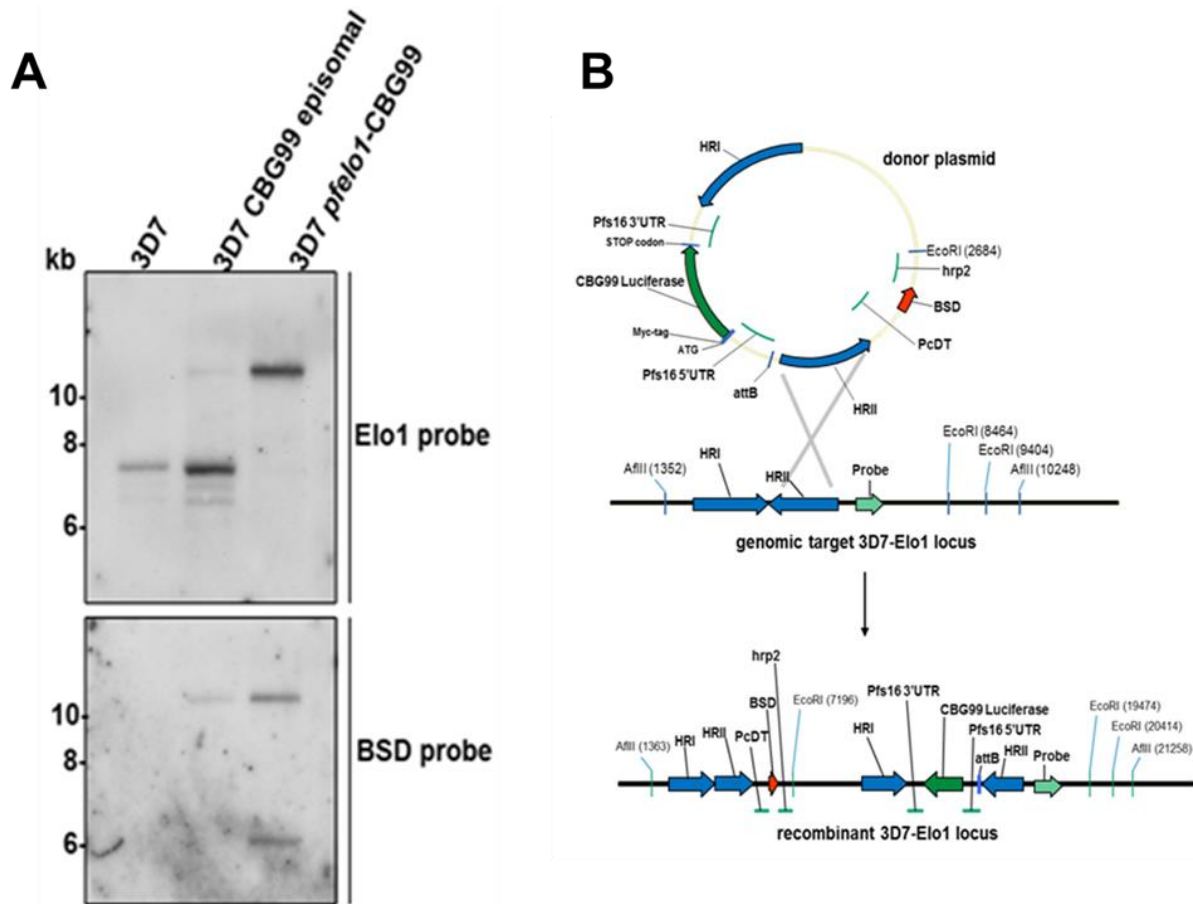 A
3D7
3D7 CBG99 episomal
3D7 pfelo1-CBG99
kb
10
8
6
Elo1 probe
10
8
6
BSD probe
B
HRI
donor plasmid
Pfs16 3'UTR
STOP codon
EcoRI (2684)
hrp2
CBG99 Luciferase
BSD
Myc-tag
ATG
PcDT
Pfs16 5'UTR
attB
HRII
EcoRI (8464)
EcoRI (9404)
AflII (1352)
HRI
HRII
Probe
AflII (10248)
genomic target 3D7-Elo1 locus
hrp2
BSD
EcoRI (7196)
Pfs16 3'UTR
CBG99 Luciferase
Pfs16 5'UTR
EcoRI (19474)
EcoRI (20414)
AflII (1363)
HRI
HRII
PcDT
HRI
attB
HRII
Probe
AflII (21258)
recombinant 3D7-Elo1 locus